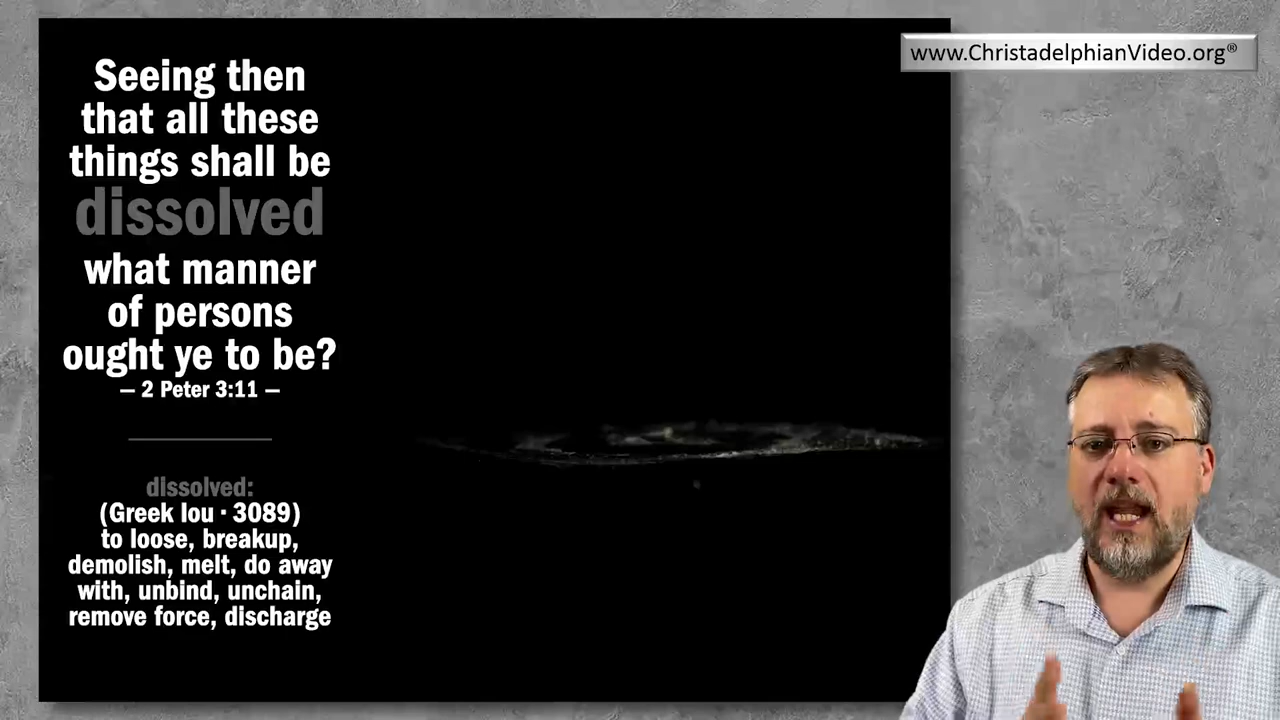 www.ChristadelphianVideo.org®
Seeing then
that all these
things shall be
dissolved
what manner
of persons
ought ye to be?
— 2 Peter 3:11 —
dissolved:
(Greek lou · 3089)
to loose, breakup,
demolish, melt, do away
with, unbind, unchain,
remove force, discharge